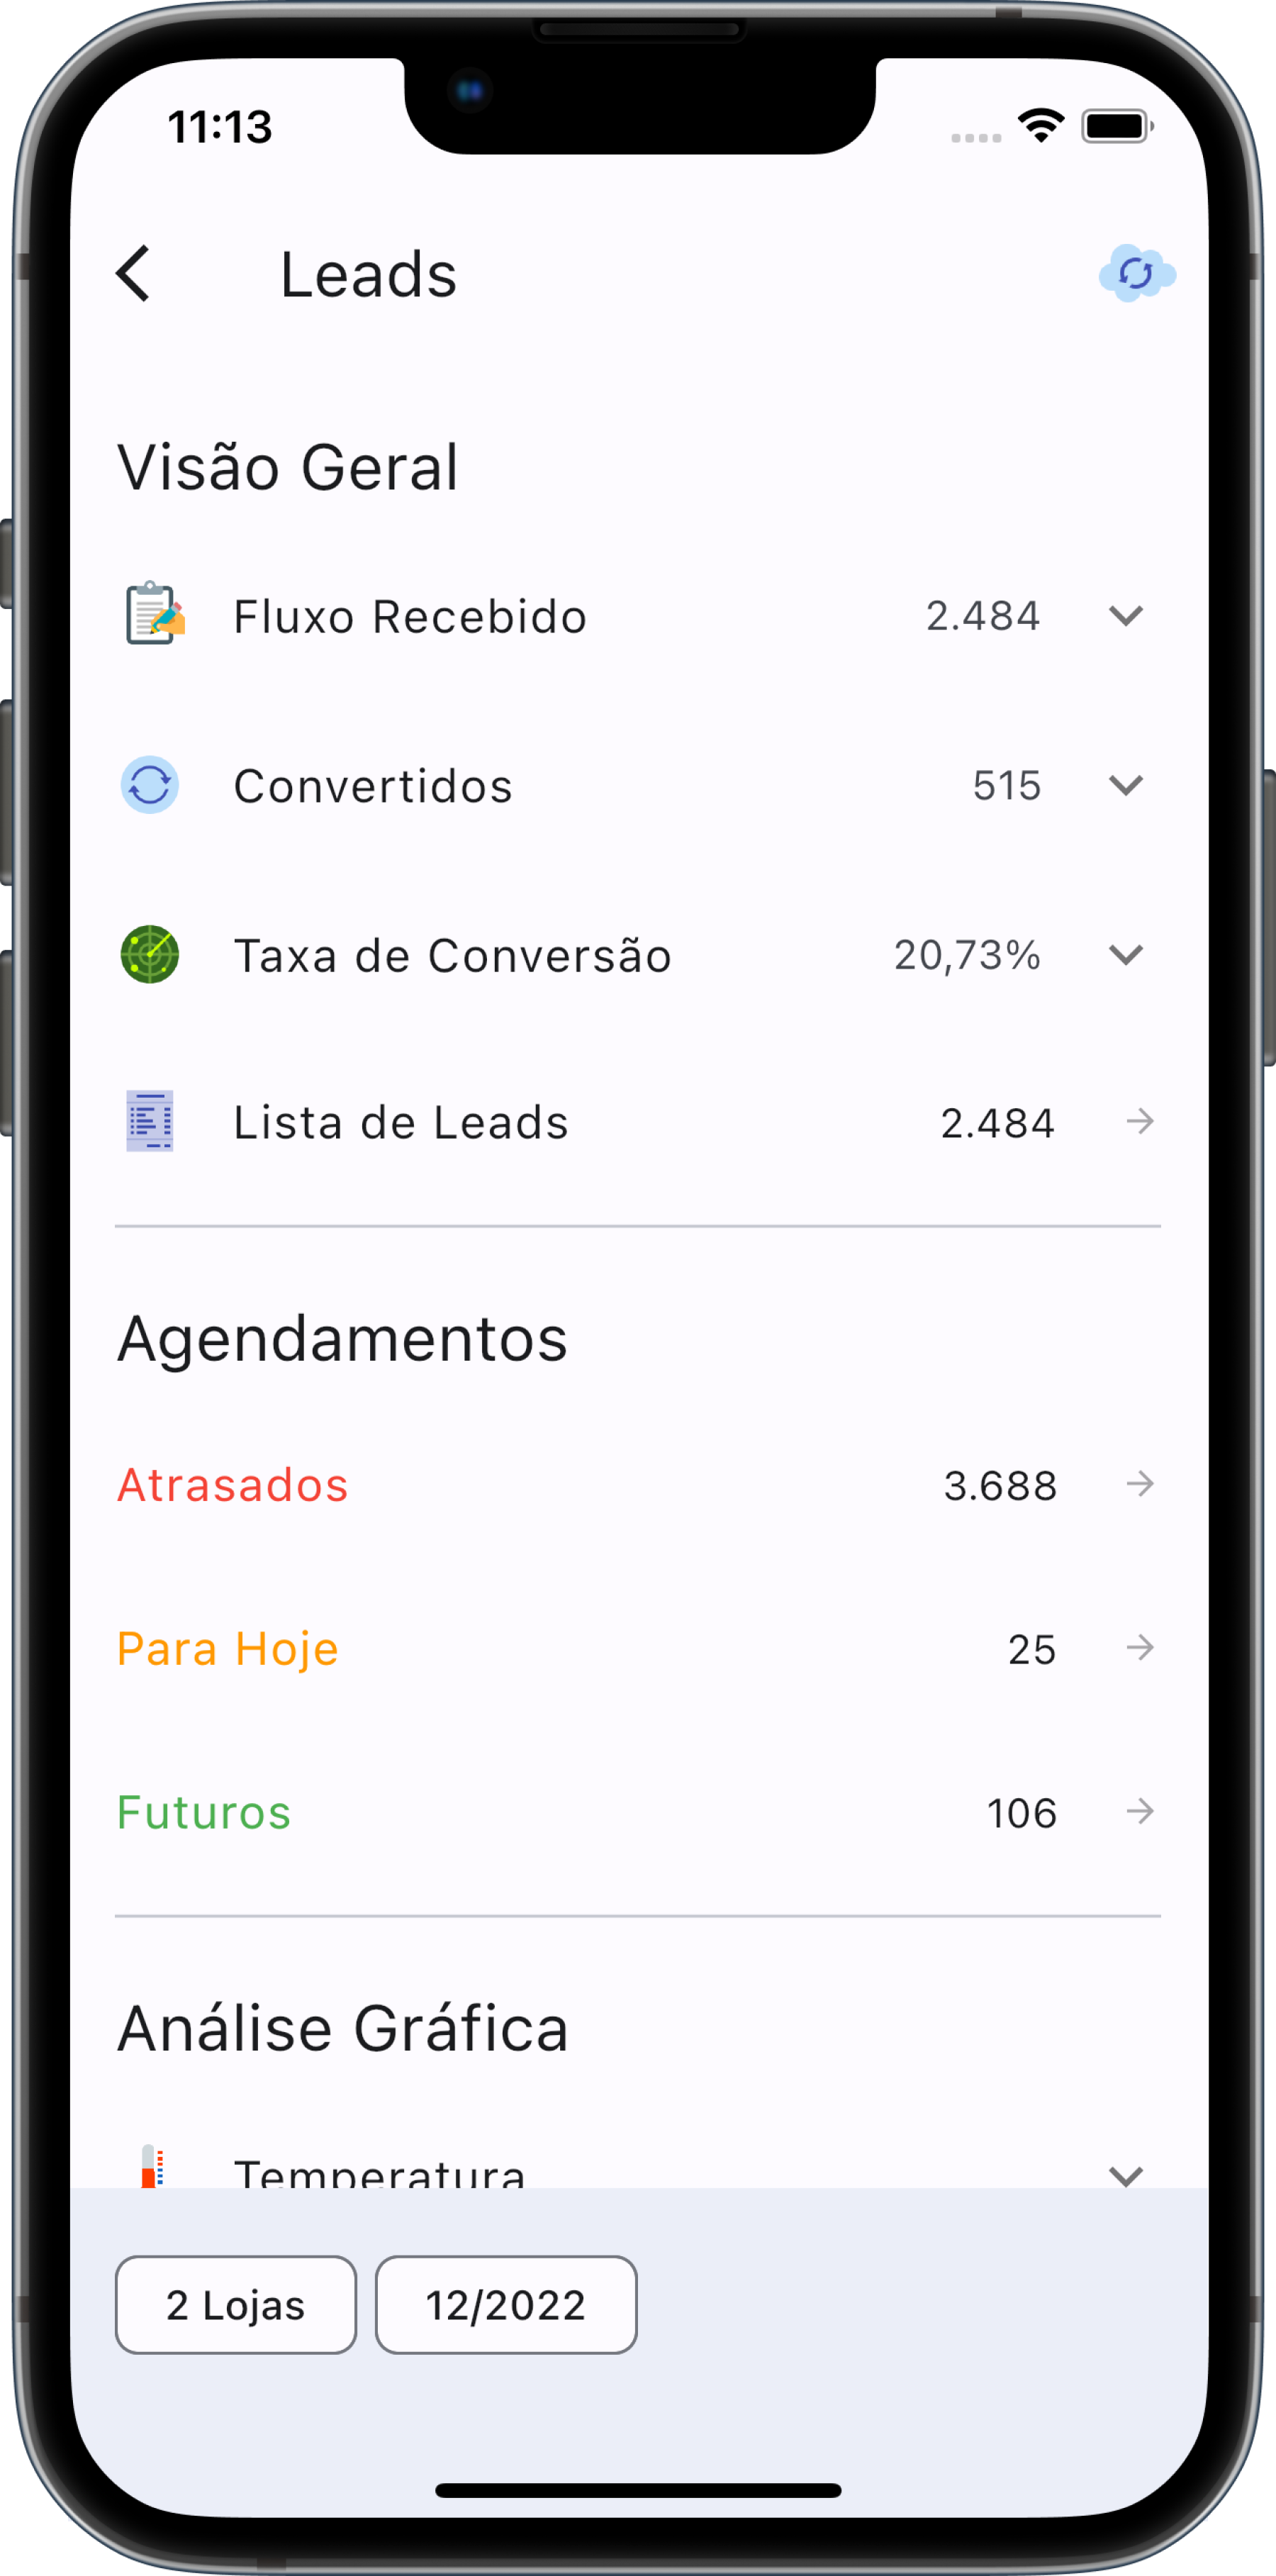 11:13
Leads
Visão Geral
Fluxo Recebido 2.484
Convertidos 515
Taxa de Conversão 20,73%
Lista de Leads 2.484
Agendamentos
Atrasados 3.688
Para Hoje 25
Futuros 106
Análise Gráfica
Temperatura
2 Lojas 12/2022